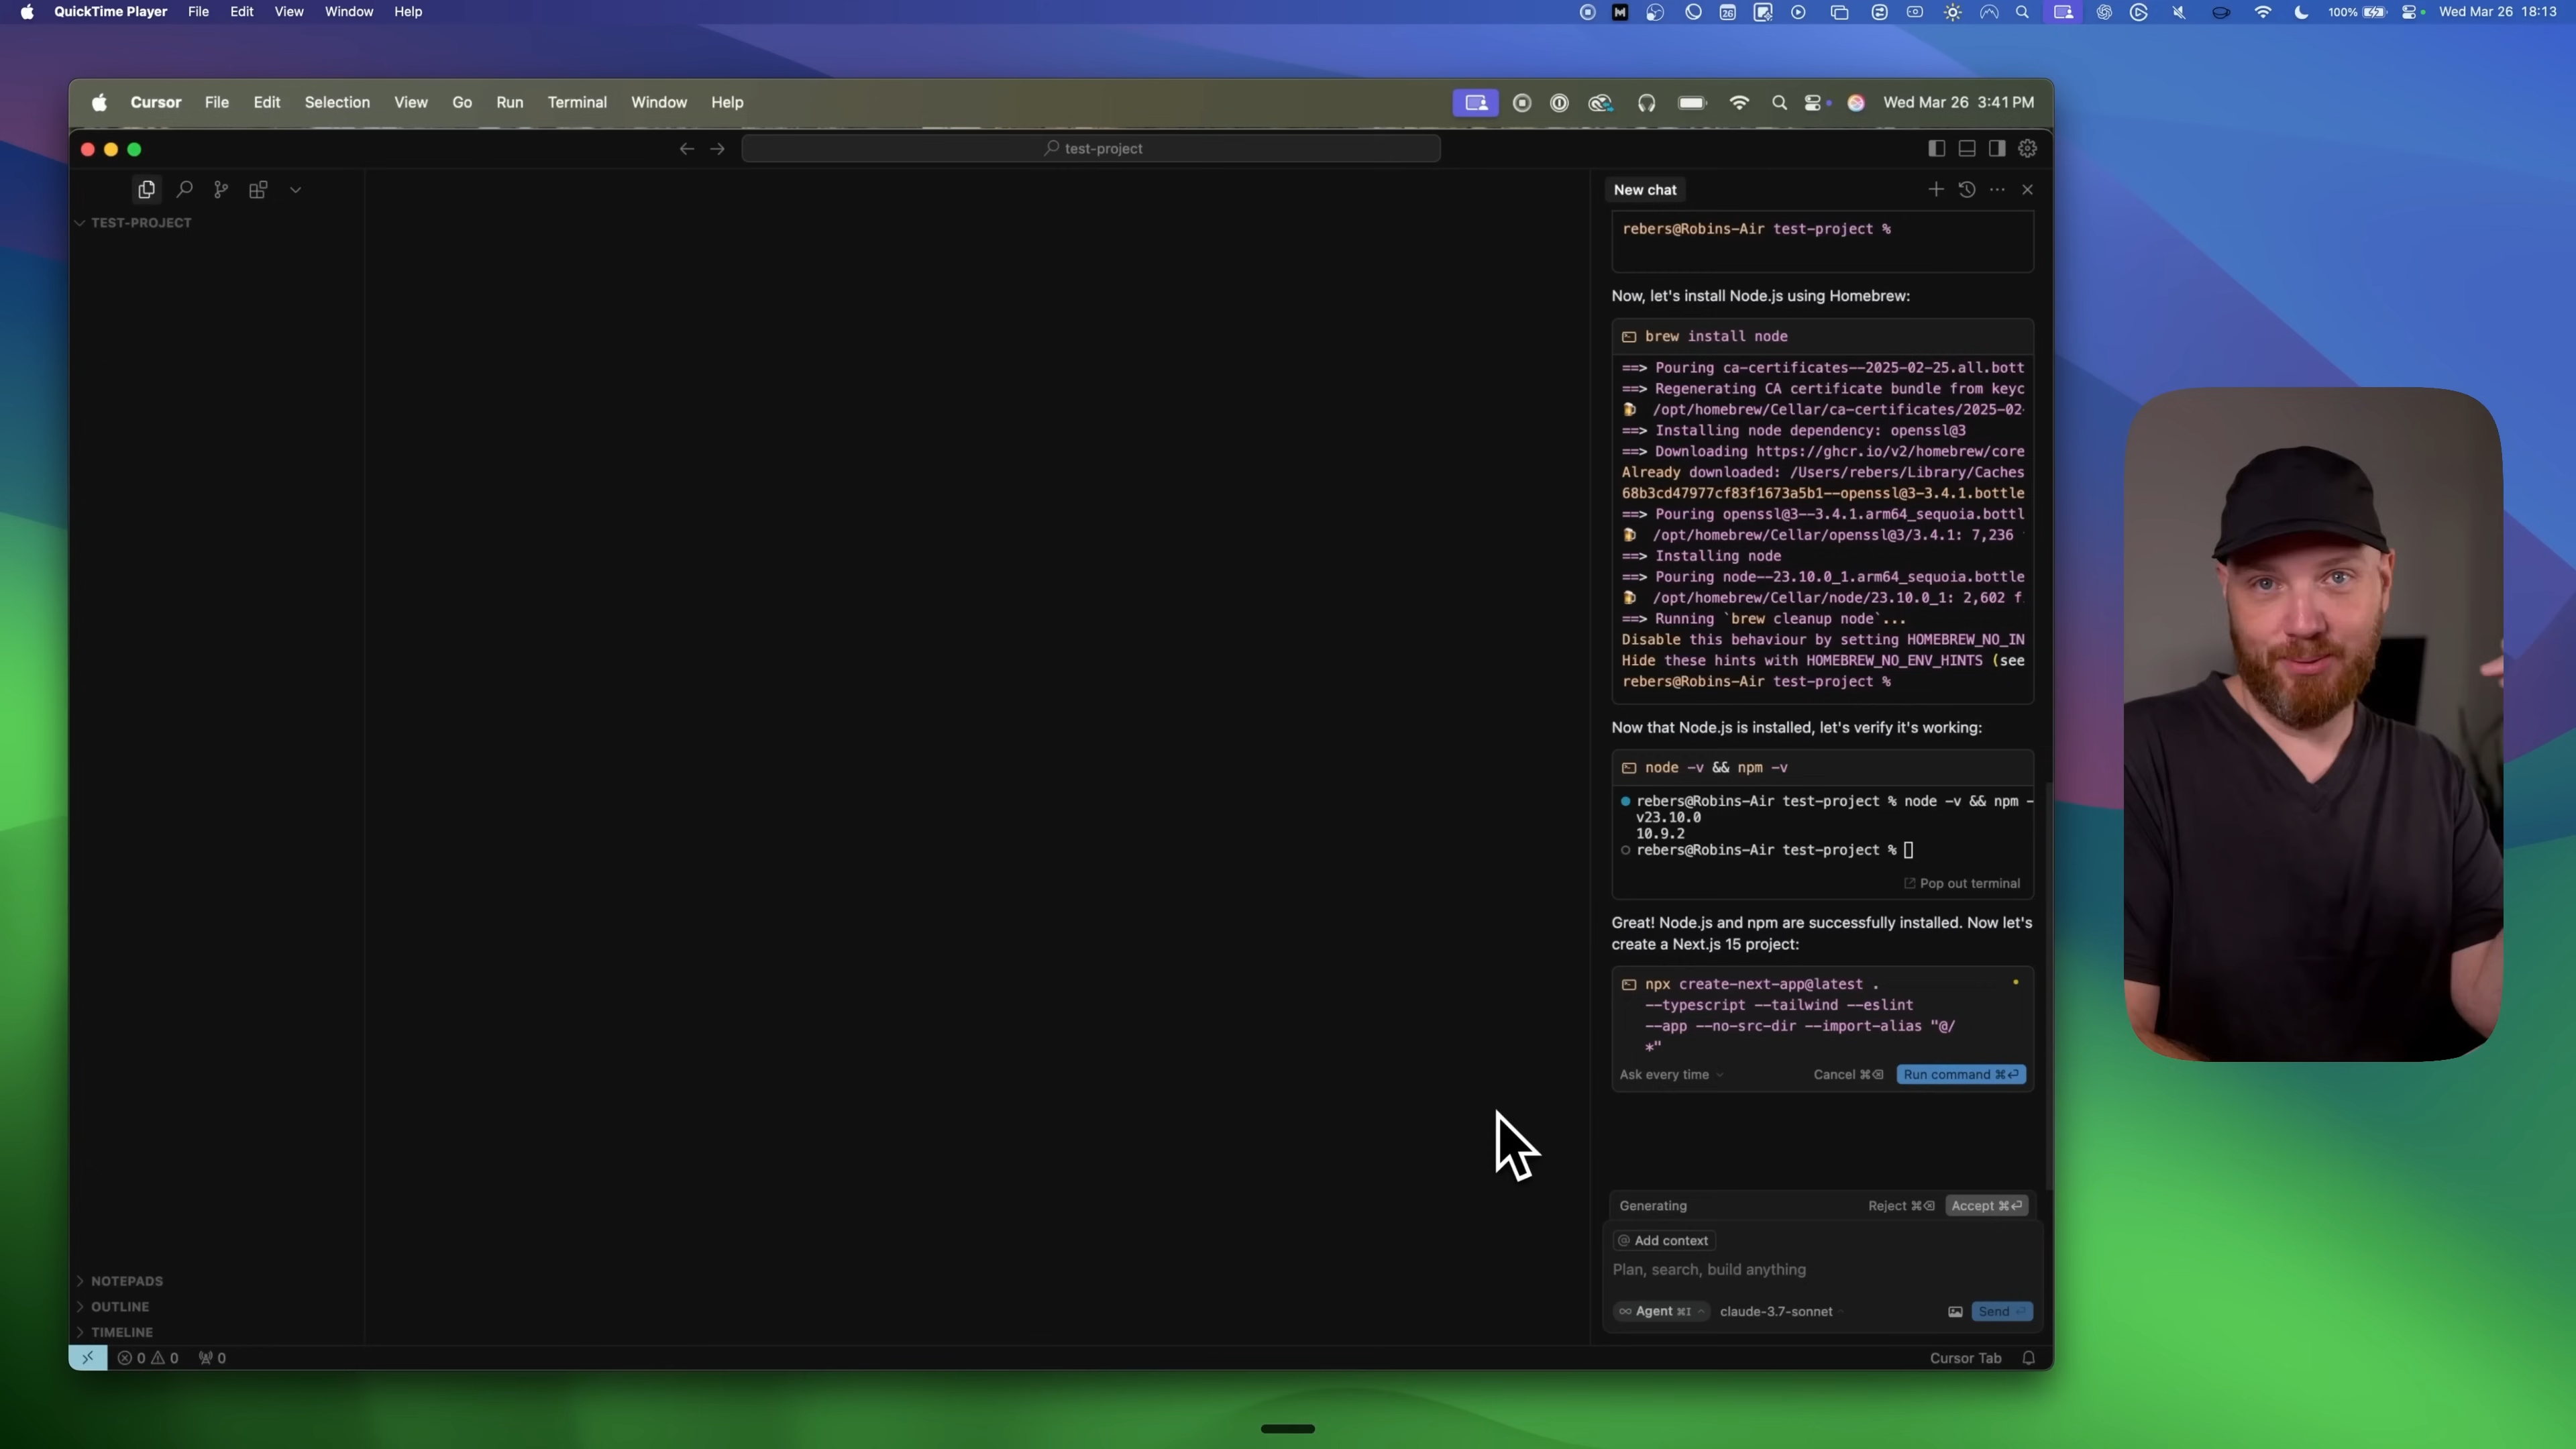 QuickTime Player File Edit View Window Help
26
100% Wed Mar 26 18:13
Cursor File Edit Selection View Go Run Terminal Window Help
Wed Mar 26 3:41 PM
test-project
New chat
TEST-PROJECT
rebers@Robins-Air test-project %
Now, let's install Node.js using Homebrew:
brew install node
==> Pouring ca-certificates--2025-02-25.all.bott
==> Regenerating CA certificate bundle from keyc
/opt/homebrew/Cellar/ca-certificates/2025-02-
==> Installing node dependency: openssl@3
==> Downloading https://ghcr.io/v2/homebrew/core
Already downloaded: /Users/rebers/Library/Caches
68b3cd47977cf83f1673a5b1--openssl@3-3.4.1.bottle
==> Pouring openssl@3--3.4.1.arm64_sequoia.bottl
/opt/homebrew/Cellar/openssl@3/3.4.1: 7,236
==> Installing node
==> Pouring node--23.10.0_1.arm64_sequoia.bottle
/opt/homebrew/Cellar/node/23.10.0_1: 2,602 f
==> Running `brew cleanup node`...
Disable this behaviour by setting HOMEBREW_NO_IN
Hide these hints with HOMEBREW_NO_ENV_HINTS (see
rebers@Robins-Air test-project %
Now that Node.js is installed, let's verify it's working:
node -v && npm -v
rebers@Robins-Air test-project % node -v && npm -
v23.10.0
10.9.2
rebers@Robins-Air test-project %
Pop out terminal
Great! Node.js and npm are successfully installed. Now let's
create a Next.js 15 project:
npx create-next-app@latest .
--typescript --tailwind --eslint
--app --no-src-dir --import-alias "@/
*"
Ask every time Cancel ⌘⌫ Run command ⌘⏎
Generating Reject ⌘⌫ Accept ⌘⏎
@ Add context
Plan, search, build anything
∞ Agent ⌘I claude-3.7-sonnet Send ⏎
NOTEPADS
OUTLINE
TIMELINE
0 0 0
Cursor Tab